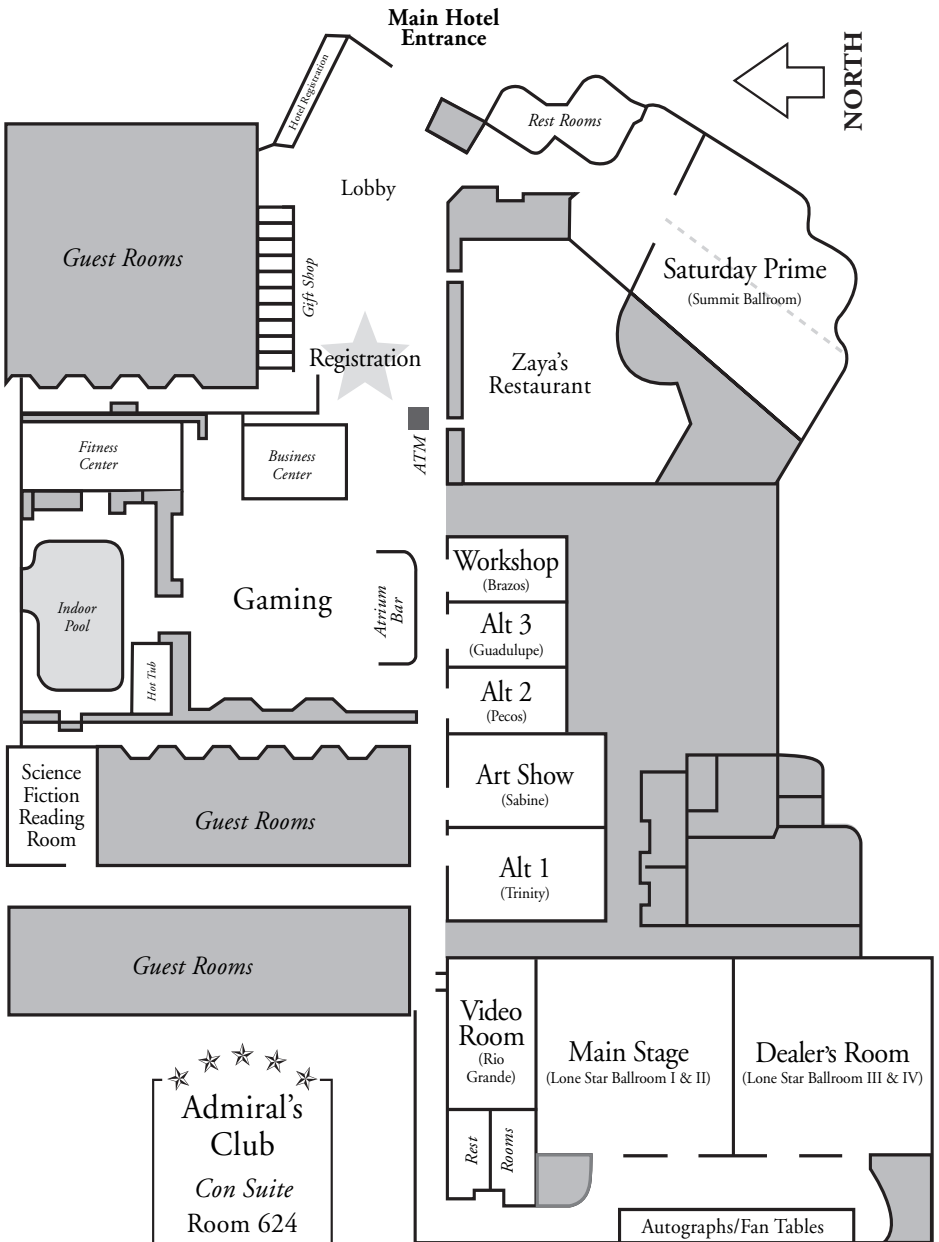 Main Hotel
Entrance
NORTH
Hotel Registration
Rest Rooms
Lobby
Guest Rooms
Gift Shop
Saturday Prime
(Summit Ballroom)
Registration
Zaya's
Restaurant
ATM
Fitness
Center
Business
Center
Workshop
(Brazos)
Gaming
Atrium
Bar
Indoor
Pool
Alt 3
(Guadulupe)
Hot Tub
Alt 2
(Pecos)
Science
Fiction
Reading
Room
Guest Rooms
Art Show
(Sabine)
Alt 1
(Trinity)
Guest Rooms
Video
Room
(Rio
Grande)
Main Stage
(Lone Star Ballroom I & II)
Dealer's Room
(Lone Star Ballroom III & IV)
Admiral's
Club
Con Suite
Room 624
Rest
Rooms
Autographs/Fan Tables